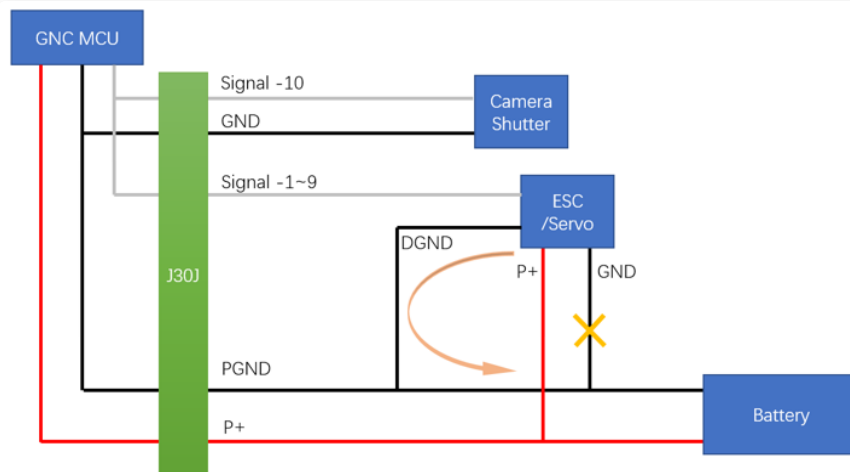 GNC MCU
Signal -10
Camera
Shutter
GND
Signal -1~9
ESC
/Servo
DGND
P+
GND
J30J
PGND
P+
Battery